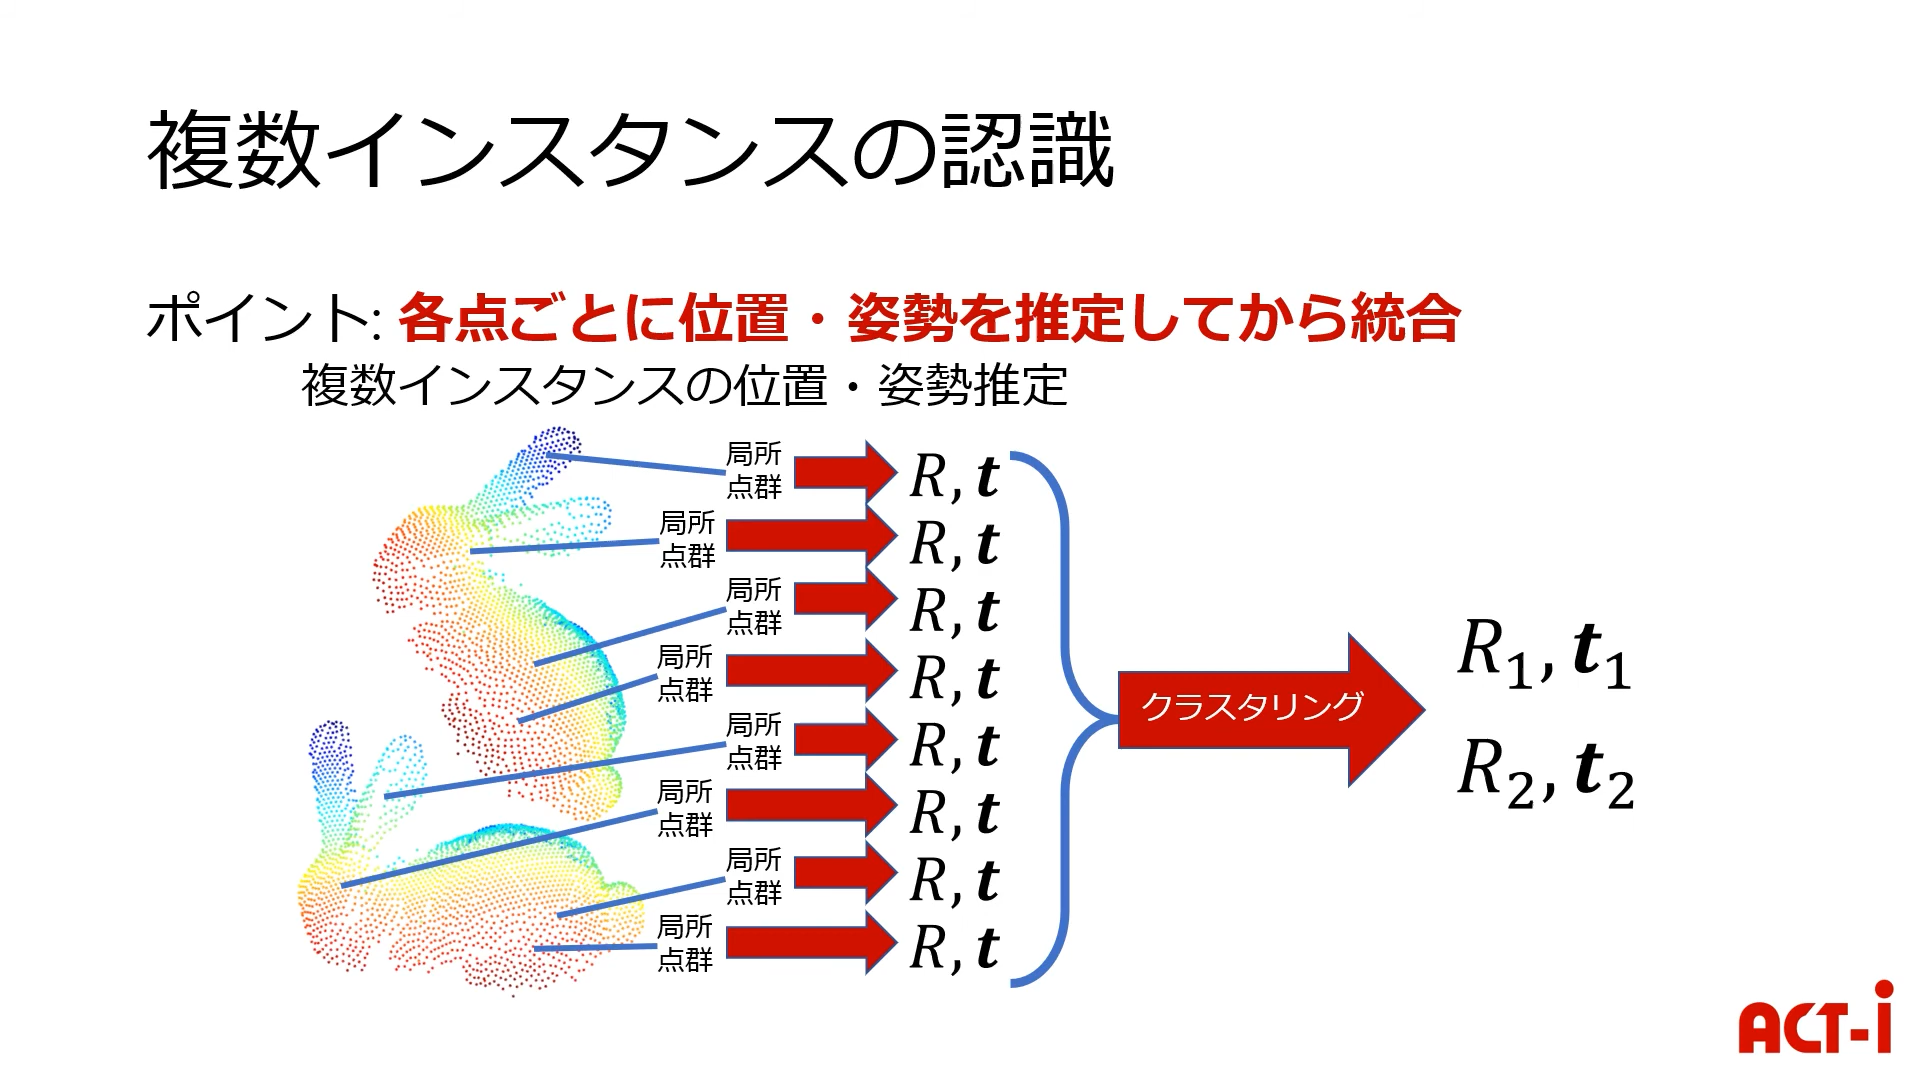 複数インスタンスの認識
ポイント: 各点ごとに位置・姿勢を推定してから統合
複数インスタンスの位置・姿勢推定
局所
点群
R, t
局所
点群
R, t
局所
点群
R, t
局所
点群
R, t
局所
点群
R, t
局所
点群
R, t
局所
点群
R, t
局所
点群
R, t
クラスタリング
R₁, t₁
R₂, t₂
ACT-i